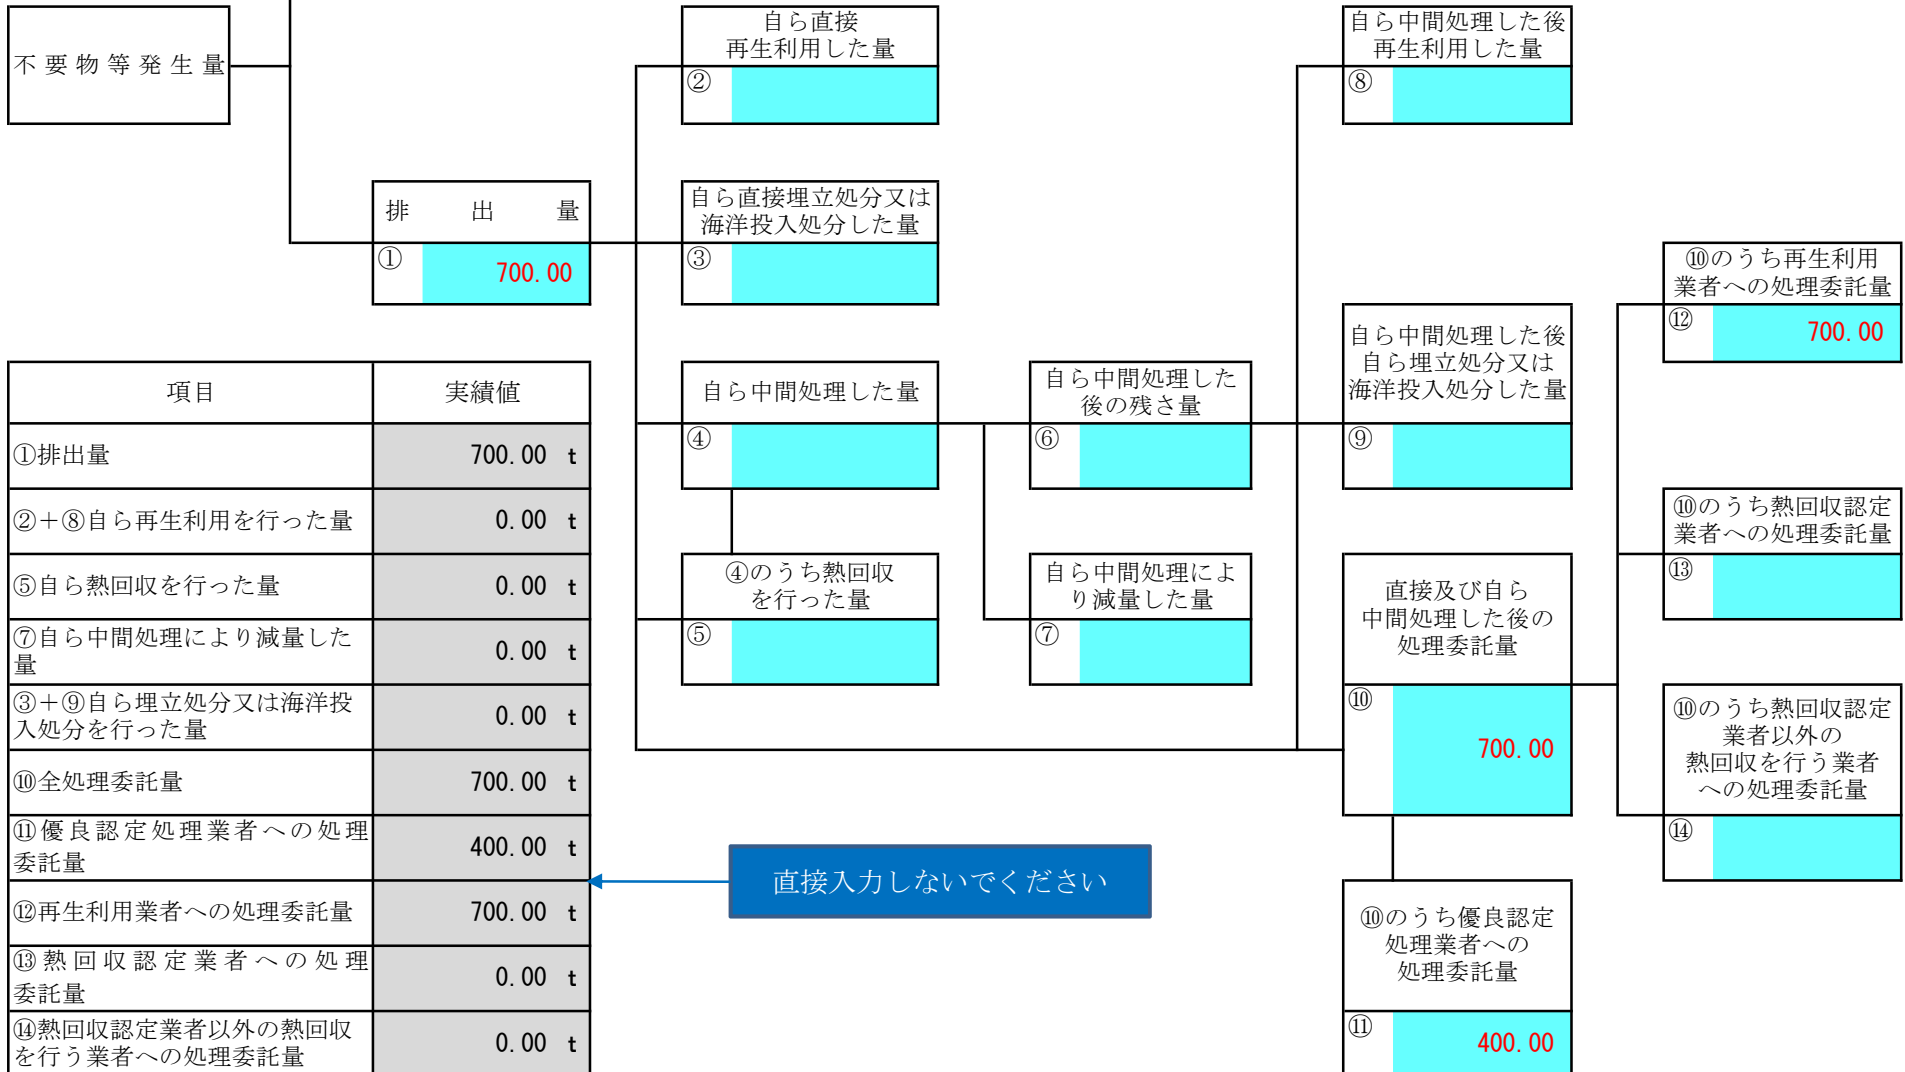 不要物等発生量
自ら直接
再生利用した量
②
自ら中間処理した後
再生利用した量
⑧
排出量
① 700.00
自ら直接埋立処分又は
海洋投入処分した量
③
⑩のうち再生利用
業者への処理委託量
⑫ 700.00
自ら中間処理した後
自ら埋立処分又は
海洋投入処分した量
⑨
自ら中間処理した量
④
自ら中間処理した
後の残さ量
⑥
⑩のうち熱回収認定
業者への処理委託量
⑬
④のうち熱回収
を行った量
⑤
自ら中間処理によ
り減量した量
⑦
直接及び自ら
中間処理した後の
処理委託量
⑩ 700.00
⑩のうち熱回収認定
業者以外の
熱回収を行う業者
への処理委託量
⑭
⑩のうち優良認定
処理業者への
処理委託量
⑪ 400.00
項目 実績値
①排出量 700.00 t
②＋⑧自ら再生利用を行った量 0.00 t
⑤自ら熱回収を行った量 0.00 t
⑦自ら中間処理により減量した
量 0.00 t
③＋⑨自ら埋立処分又は海洋投
入処分を行った量 0.00 t
⑩全処理委託量 700.00 t
⑪優良認定処理業者への処理
委託量 400.00 t
⑫再生利用業者への処理委託量 700.00 t
⑬熱回収認定業者への処理
委託量 0.00 t
⑭熱回収認定業者以外の熱回収
を行う業者への処理委託量 0.00 t
直接入力しないでください